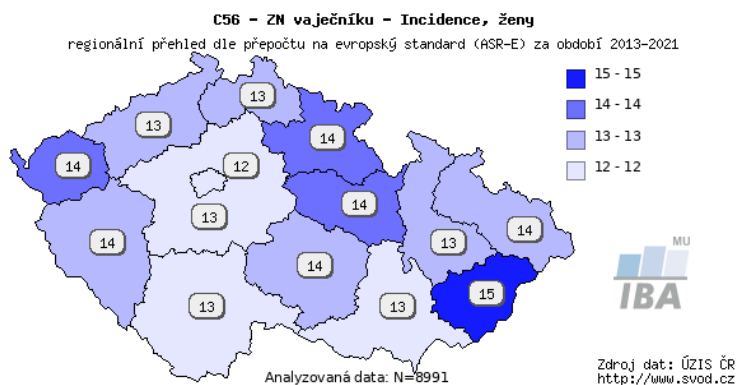 C56 - ZN vaječníku - Incidence, ženy
regionální přehled dle přepočtu na evropský standard (ASR-E) za období 2013-2021
15 - 15
14 - 14
13 - 13
12 - 12
13
13
14
14
12
14
13
14
13
14
14
13
13
15
MU
IBA
Analyzovaná data: N=8991
Zdroj dat: ÚZIS ČR
http://www.svod.cz